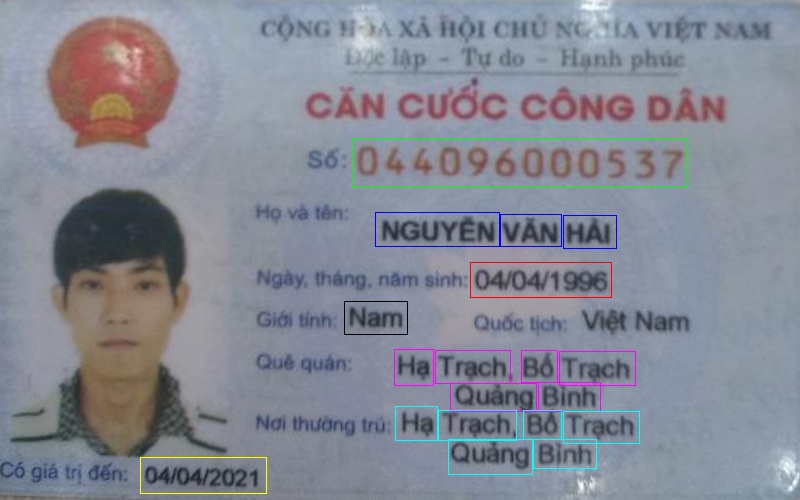 CỘNG HÒA XÃ HỘI CHỦ NGHĨA VIỆT NAM
Độc lập - Tự do - Hạnh phúc
CĂN CƯỚC CÔNG DÂN
Số: 044096000537
Họ và tên:
NGUYỄN VĂN HẢI
Ngày, tháng, năm sinh: 04/04/1996
Giới tính: Nam Quốc tịch: Việt Nam
Quê quán: Hạ Trạch, Bố Trạch
Quảng Bình
Nơi thường trú: Hạ Trạch, Bố Trạch
Quảng Bình
Có giá trị đến: 04/04/2021